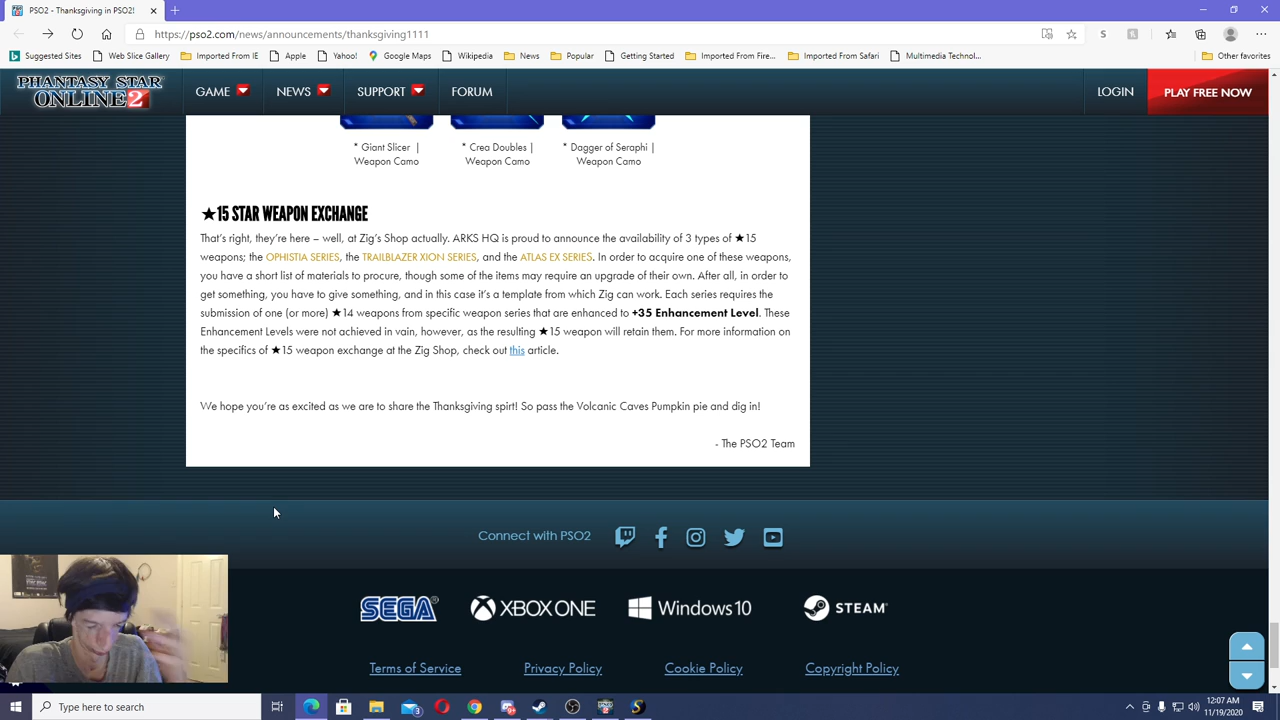 PSO2 - Thanksgiving in PSO2!
https://pso2.com/news/announcements/thanksgiving1111
Suggested Sites Web Slice Gallery Imported From IE Apple Yahoo! Google Maps Wikipedia News Popular Getting Started Imported From Fire... Imported From Safari Multimedia Technol... Other favorites
PHANTASY STAR
ONLINE 2
GAME NEWS SUPPORT FORUM LOGIN PLAY FREE NOW
* Giant Slicer | Weapon Camo
* Crea Doubles | Weapon Camo
* Dagger of Seraphi | Weapon Camo
★15 STAR WEAPON EXCHANGE
That's right, they're here – well, at Zig's Shop actually. ARKS HQ is proud to announce the availability of 3 types of ★15
weapons; the OPHISTIA SERIES, the TRAILBLAZER XION SERIES, and the ATLAS EX SERIES. In order to acquire one of these weapons,
you have a short list of materials to procure, though some of the items may require an upgrade of their own. After all, in order to
get something, you have to give something, and in this case it's a template from which Zig can work. Each series requires the
submission of one (or more) ★14 weapons from specific weapon series that are enhanced to +35 Enhancement Level. These
Enhancement Levels were not achieved in vain, however, as the resulting ★15 weapon will retain them. For more information on
the specifics of ★15 weapon exchange at the Zig Shop, check out this article.
We hope you're as excited as we are to share the Thanksgiving spirt! So pass the Volcanic Caves Pumpkin pie and dig in!
- The PSO2 Team
Connect with PSO2
SEGA XBOX ONE Windows 10 STEAM
Terms of Service Privacy Policy Cookie Policy Copyright Policy
Type here to search
12:07 AM
11/19/2020